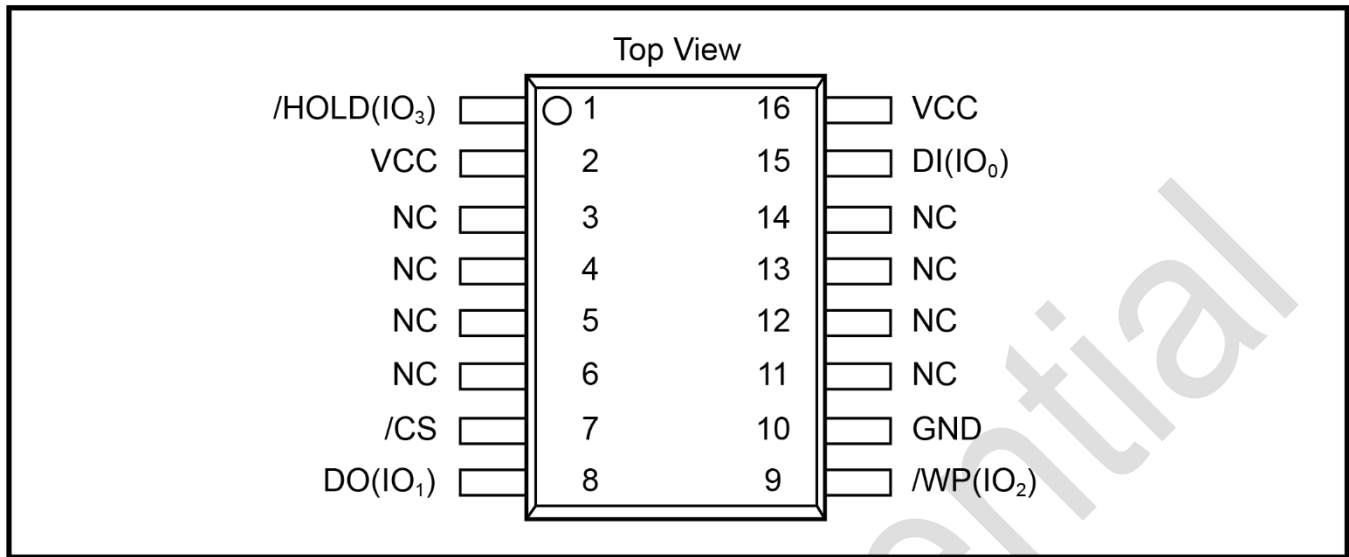 Top View
/HOLD(IO₃) 1 16 VCC
VCC 2 15 DI(IO₀)
NC 3 14 NC
NC 4 13 NC
NC 5 12 NC
NC 6 11 NC
/CS 7 10 GND
DO(IO₁) 8 9 /WP(IO₂)
ential